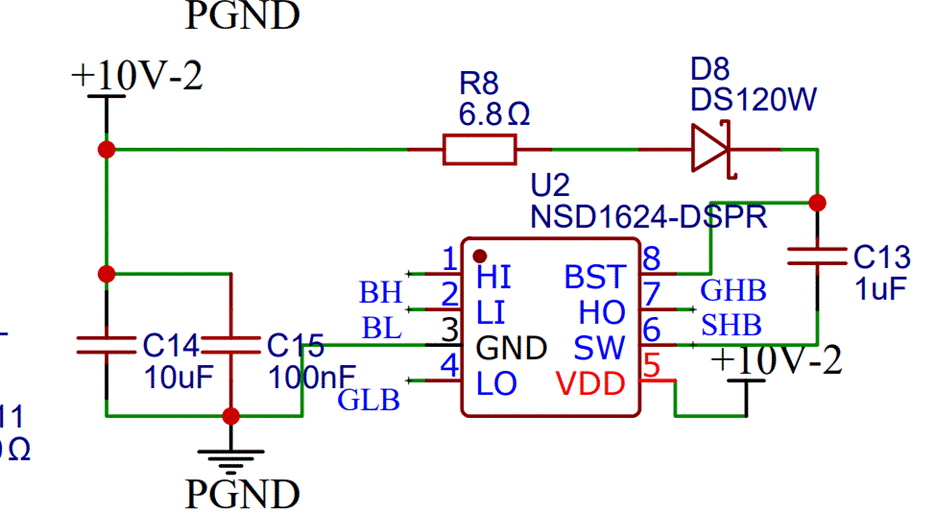 PGND
+10V-2
R8
6.8Ω
D8
DS120W
U2
NSD1624-DSPR
1
HI
BST
8
BH
2
LI
HO
7
GHB
BL
3
GND
SW
6
SHB
4
LO
VDD
5
GLB
+10V-2
C13
1uF
C14
10uF
C15
100nF
11
Ω
PGND